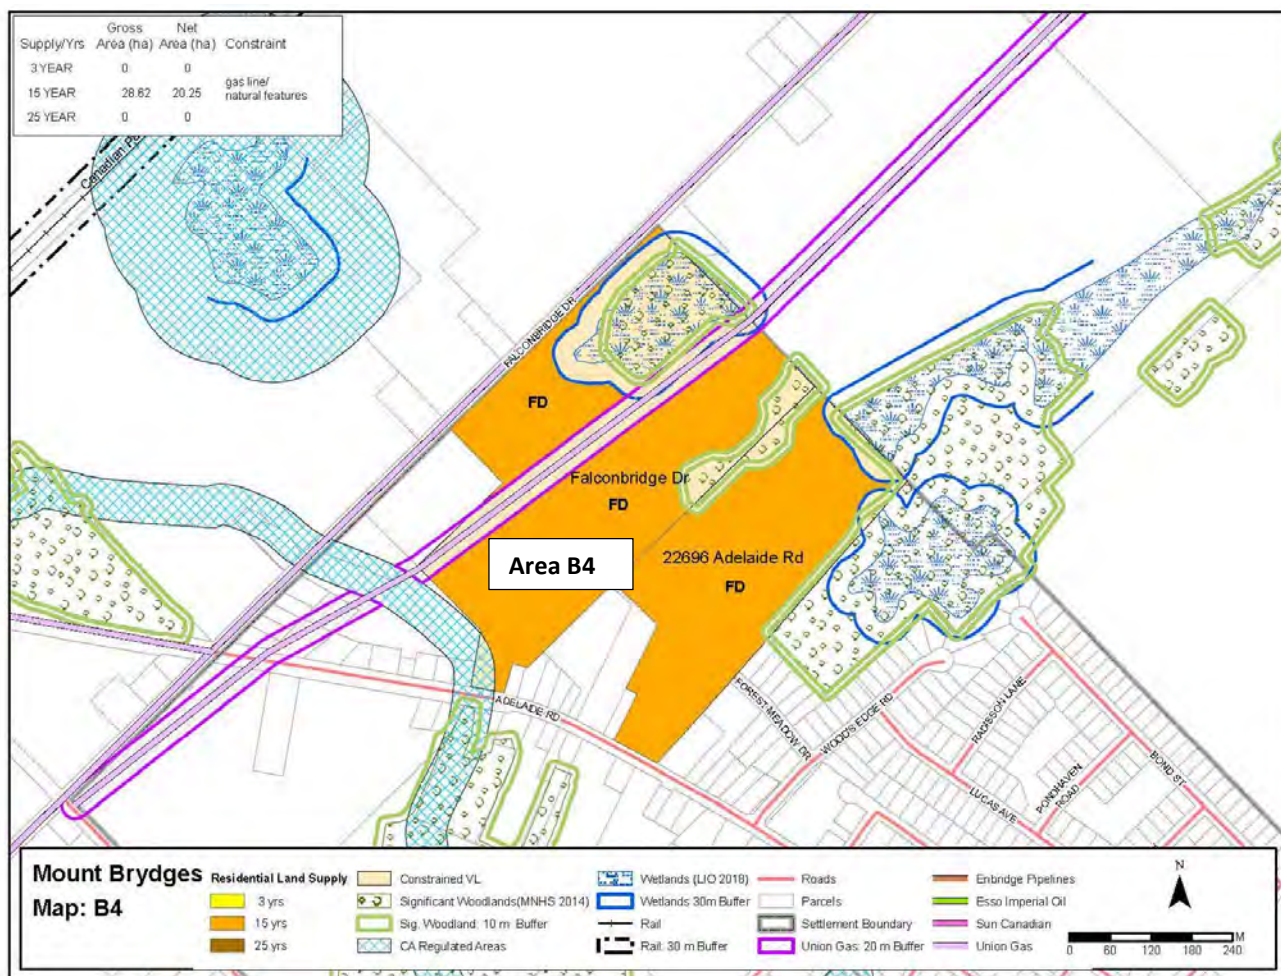 Gross Net
Supply/Yrs Area (ha) Area (ha) Constraint
3 YEAR 0 0
15 YEAR 28.62 20.25 gas line/
natural features
25 YEAR 0 0
FALCONBRIDGE DR
FD
Falconbridge Dr
FD
Area B4
22696 Adelaide Rd
FD
ADELAIDE RD
FOREST MEADOW DR
WOOD'S EDGE RD
RADISSON LANE
LUCAS AVE
PONDHAVEN
ROAD
BOND ST
Mount Brydges
Map: B4
Residential Land Supply
3 yrs
15 yrs
25 yrs
Constrained VL
Significant Woodlands(MNHS 2014)
Sig. Woodland: 10 m Buffer
CA Regulated Areas
Wetlands (LIO 2018)
Wetlands 30m Buffer
Rail
Rail: 30 m Buffer
Roads
Parcels
Settlement Boundary
Union Gas: 20 m Buffer
Enbridge Pipelines
Esso Imperial Oil
Sun Canadian
Union Gas
N
M
0 60 120 180 240